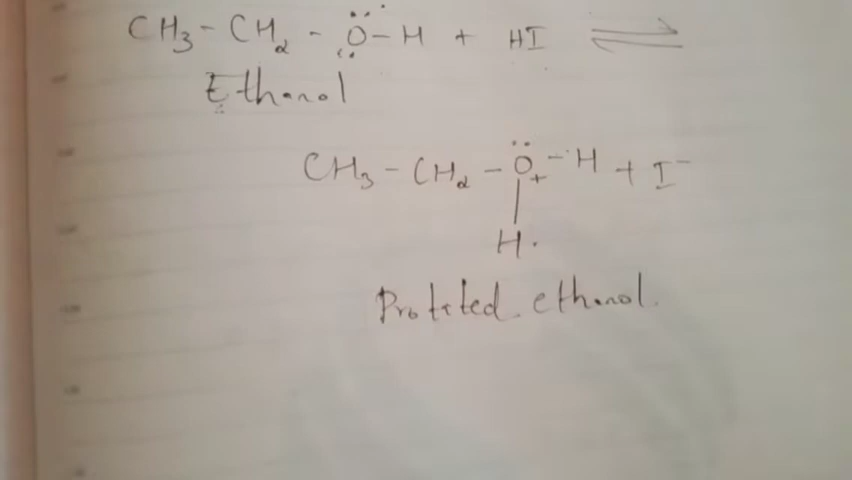 CH₃ - CH₂ - Ö - H + HI ⇌
Ethanol
CH₃ - CH₂ - Ö⁺ - H + I⁻
H.
Protated ethanol.